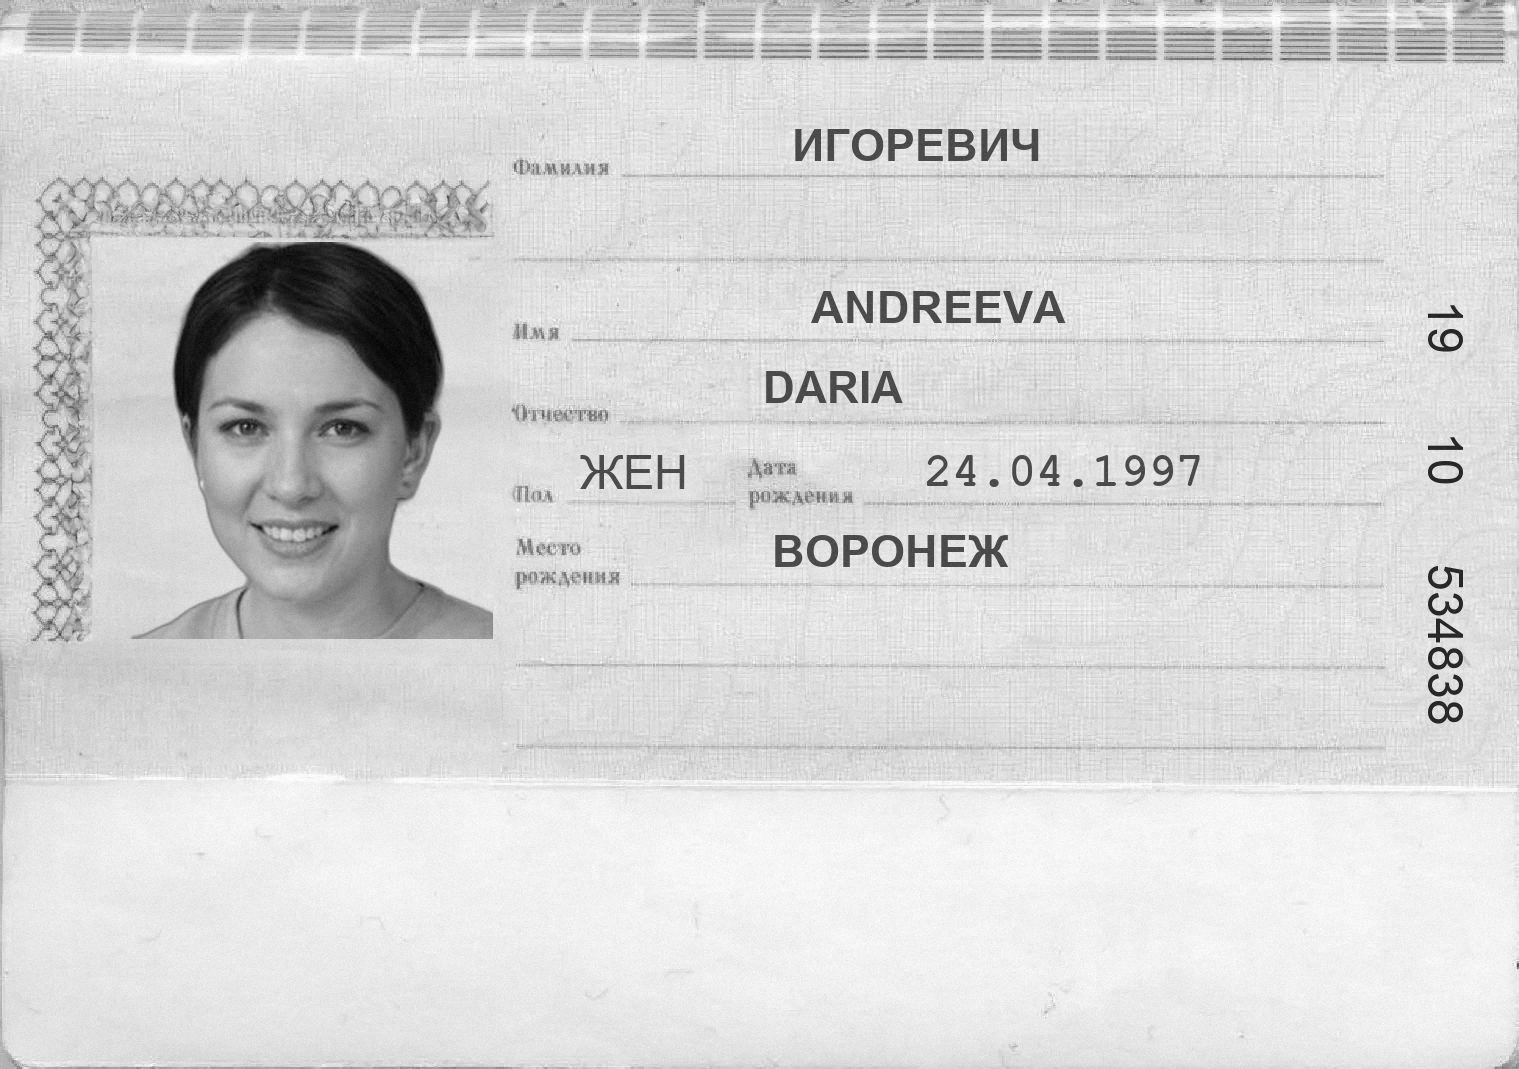 Фамилия ИГОРЕВИЧ
Имя ANDREEVA
Отчество DARIA
Пол ЖЕН Дата рождения 24.04.1997
Место рождения ВОРОНЕЖ
19 10 534838